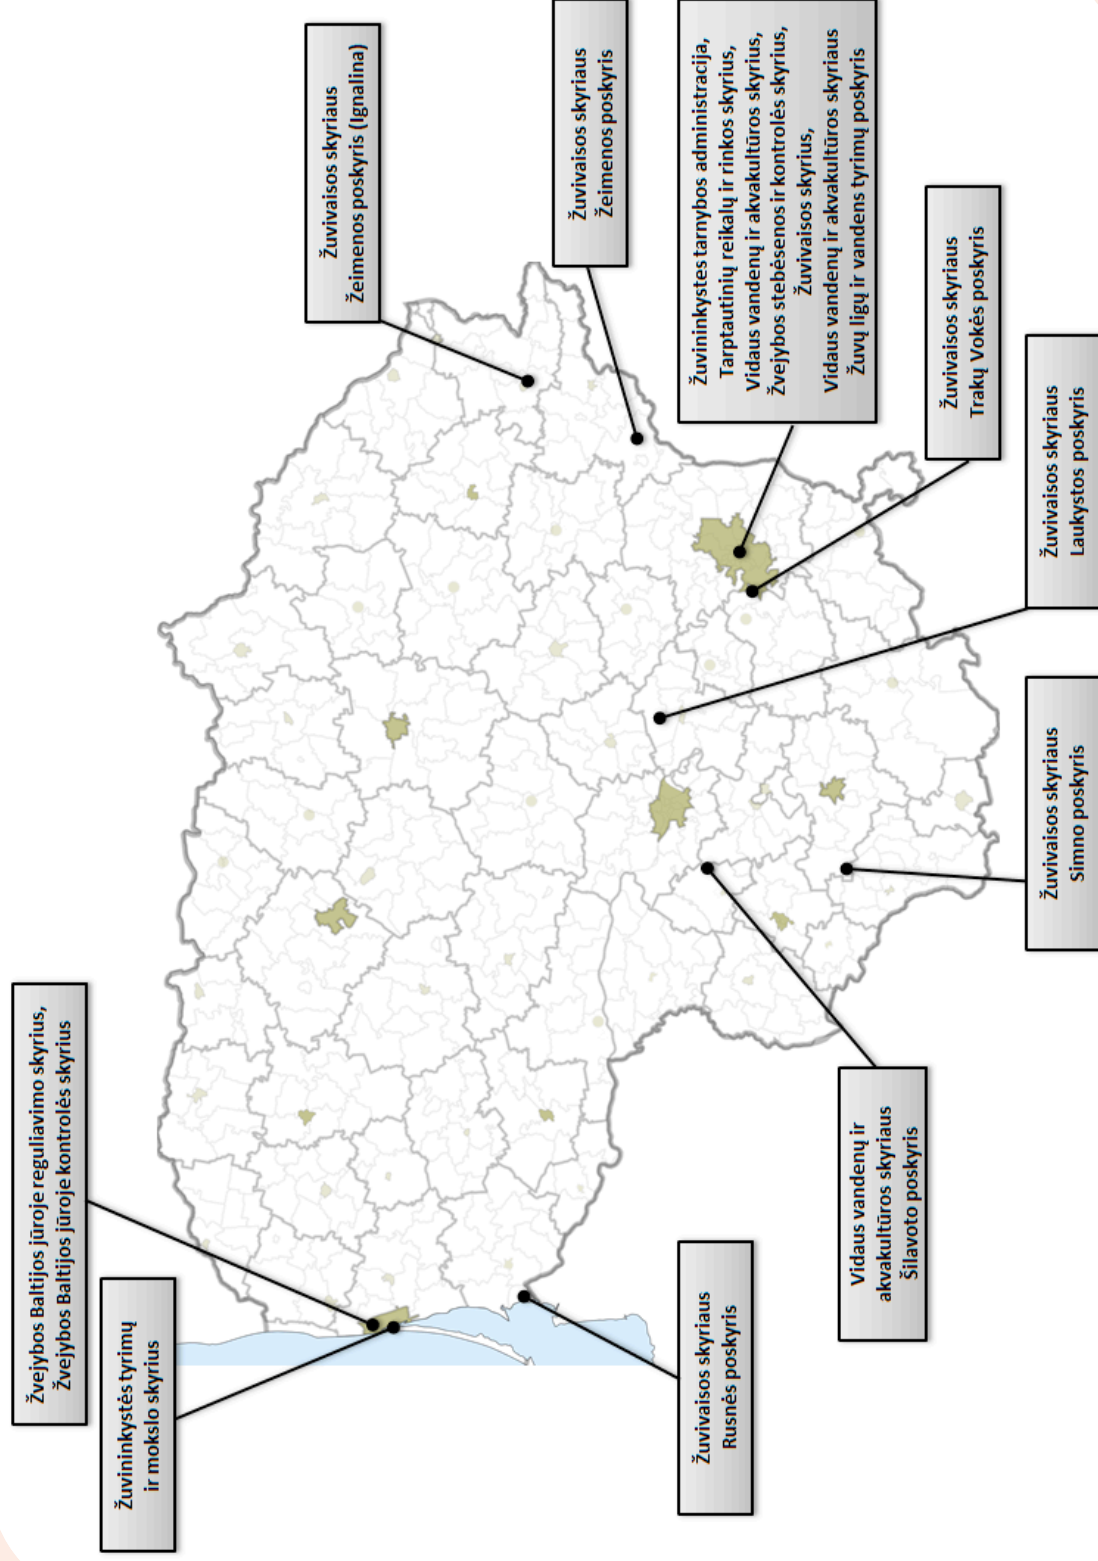 Žvejybos Baltijos jūroje reguliavimo skyrius,
Žvejybos Baltijos jūroje kontrolės skyrius
Žuvininkystės tyrimų
ir mokslo skyrius
Žuvivaisos skyriaus
Rusnės poskyris
Vidaus vandenų ir
akvakultūros skyriaus
Šilavoto poskyris
Žuvivaisos skyriaus
Simno poskyris
Žuvivaisos skyriaus
Laukystos poskyris
Žuvivaisos skyriaus
Trakų Vokės poskyris
Žuvininkystes tarnybos administracija,
Tarptautinių reikalų ir rinkos skyrius,
Vidaus vandenų ir akvakultūros skyrius,
Žvejybos stebėsenos ir kontrolės skyrius,
Žuvivaisos skyrius,
Vidaus vandenų ir akvakultūros skyriaus
Žuvų ligų ir vandens tyrimų poskyris
Žuvivaisos skyriaus
Žeimenos poskyris
Žuvivaisos skyriaus
Žeimenos poskyris (Ignalina)